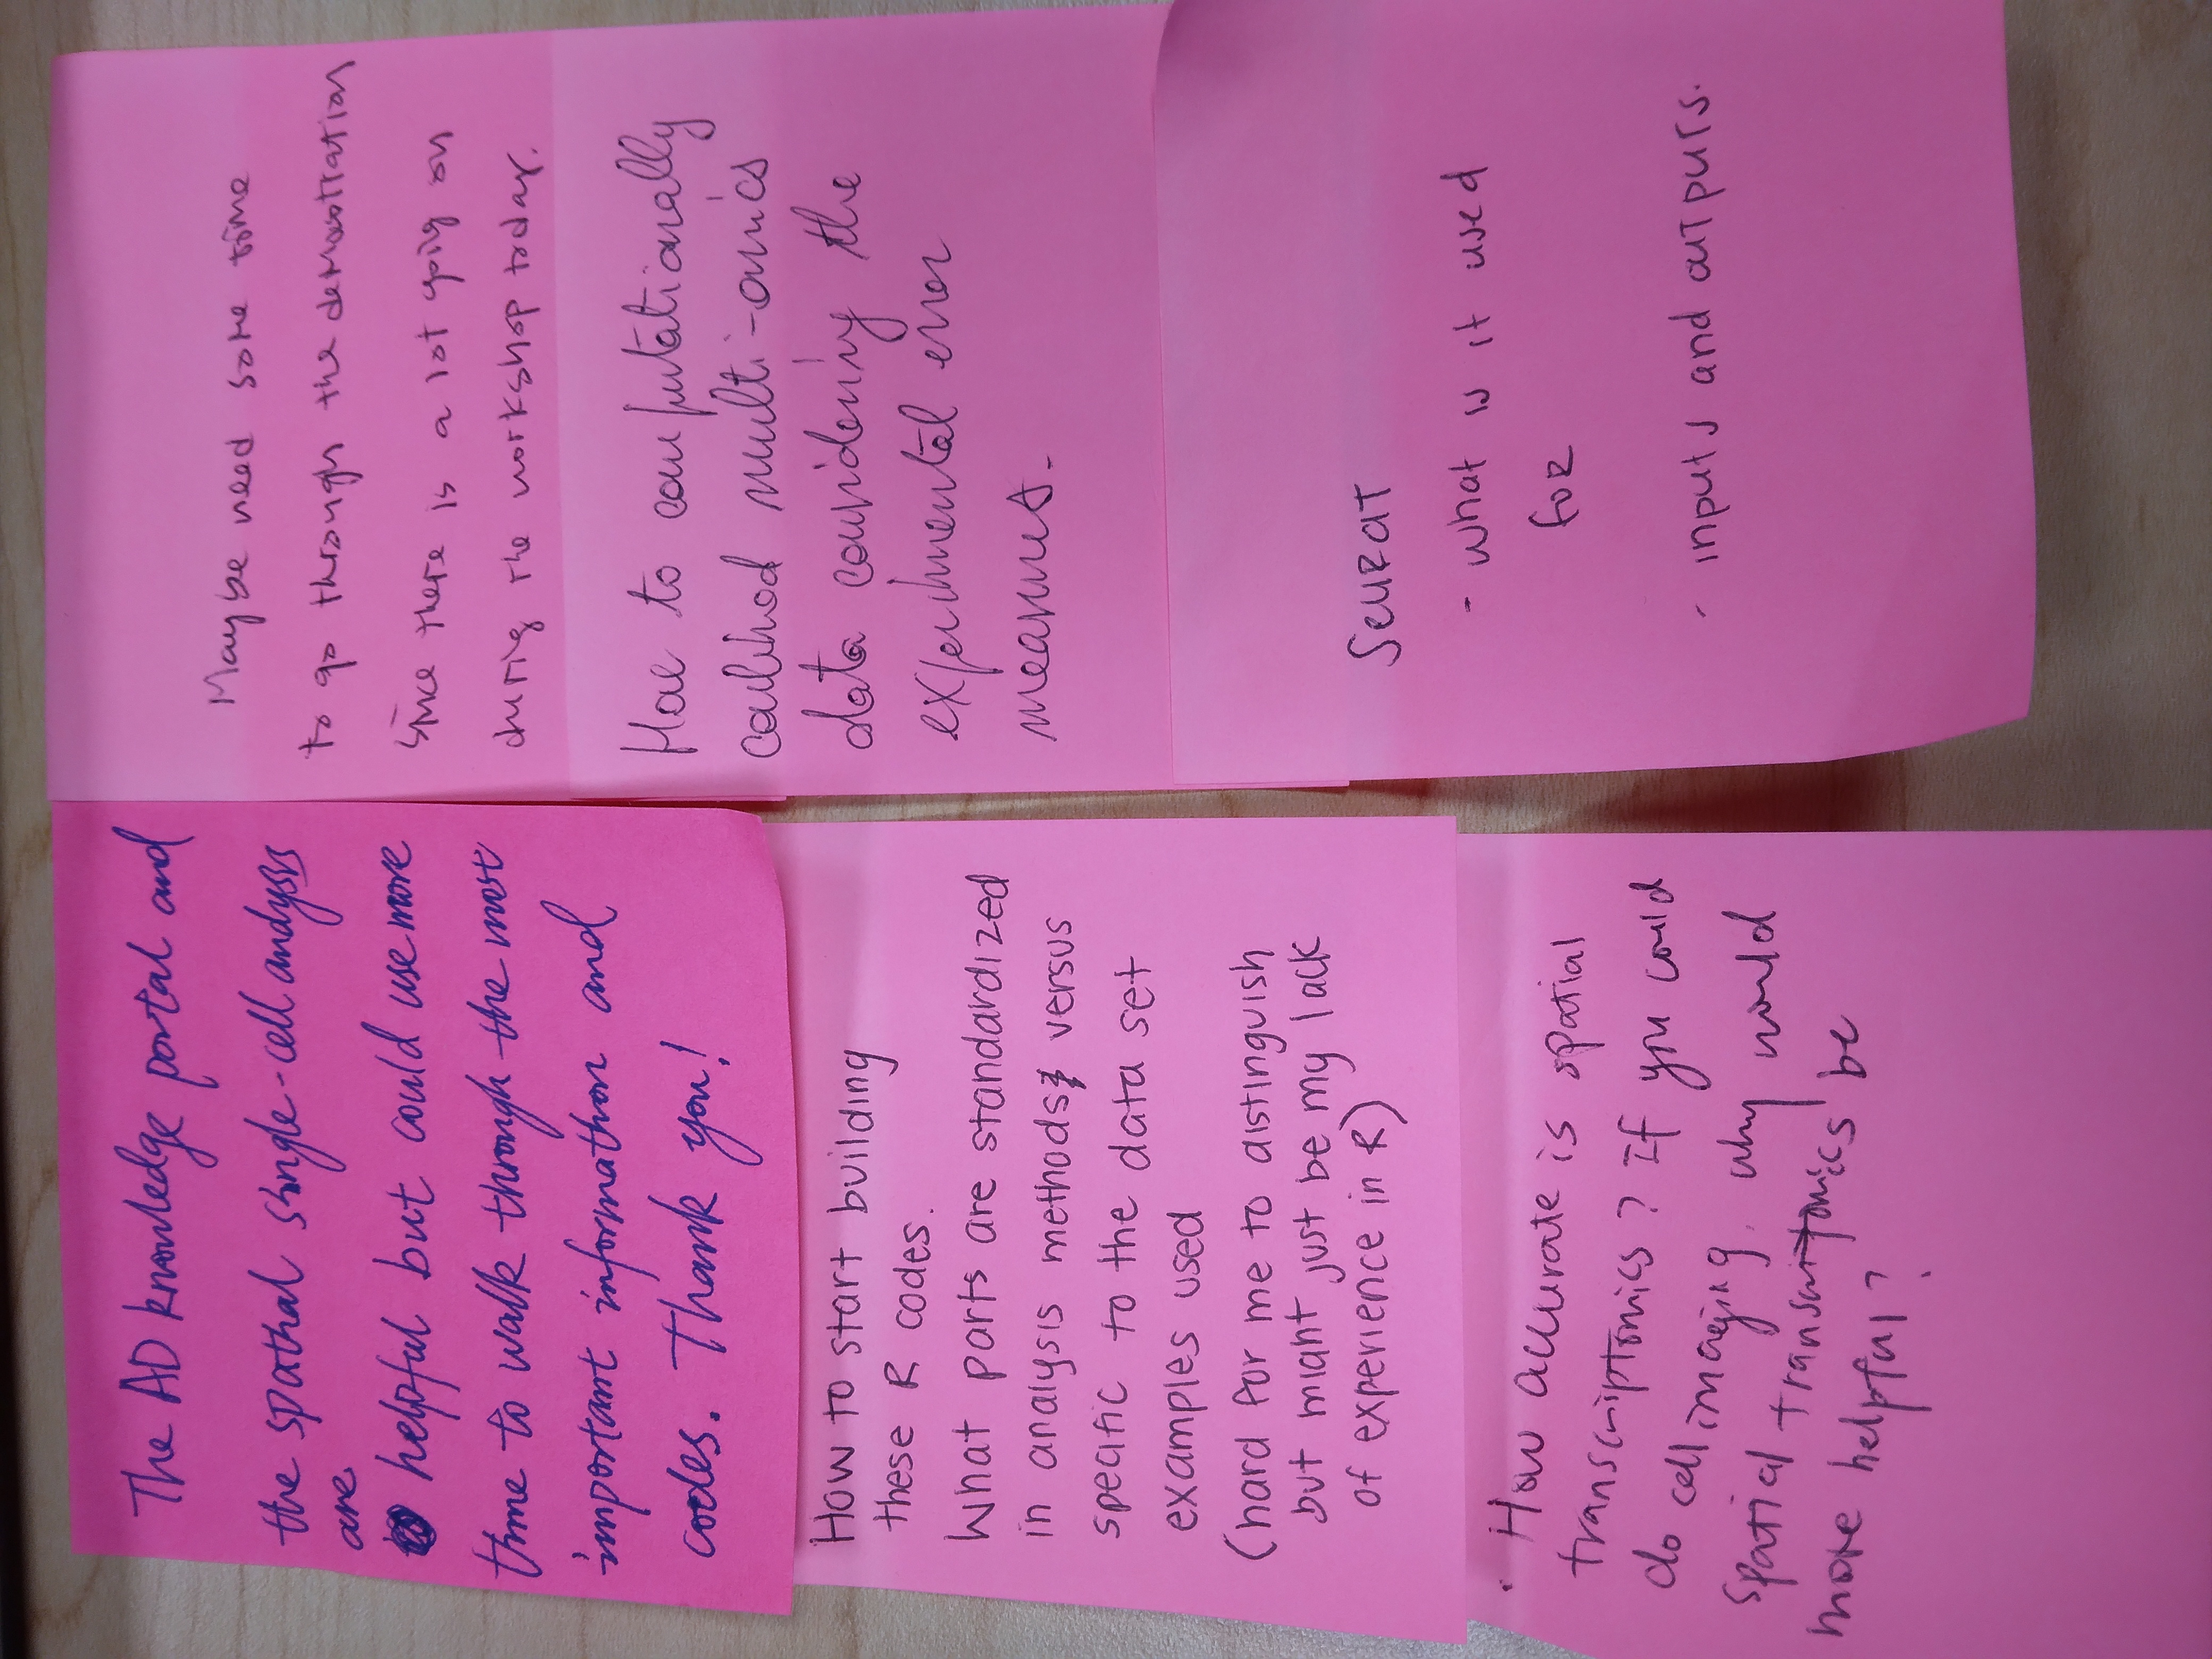 The AD knowledge portal and
the spatial single-cell analysis
are
helpful but could use more
time to walk through the most
important information and
codes. Thank you!
How to start building
these R codes.
What parts are standardized
in analysis methods versus
specific to the data set
examples used
(hard for me to distinguish
but might just be my lack
of experience in R)
· How accurate is spatial
transcriptomics? If you could
do cell imaging, why would
spatial transcritomics be
more helpful?
Maybe need some time
to go through the demonstration
since there is a lot going on
during the workshop today.
to computationally
multi-omics
data considering the
experimental error
measures.
SEURAT
- what is it used
for
- inputs and outputs.